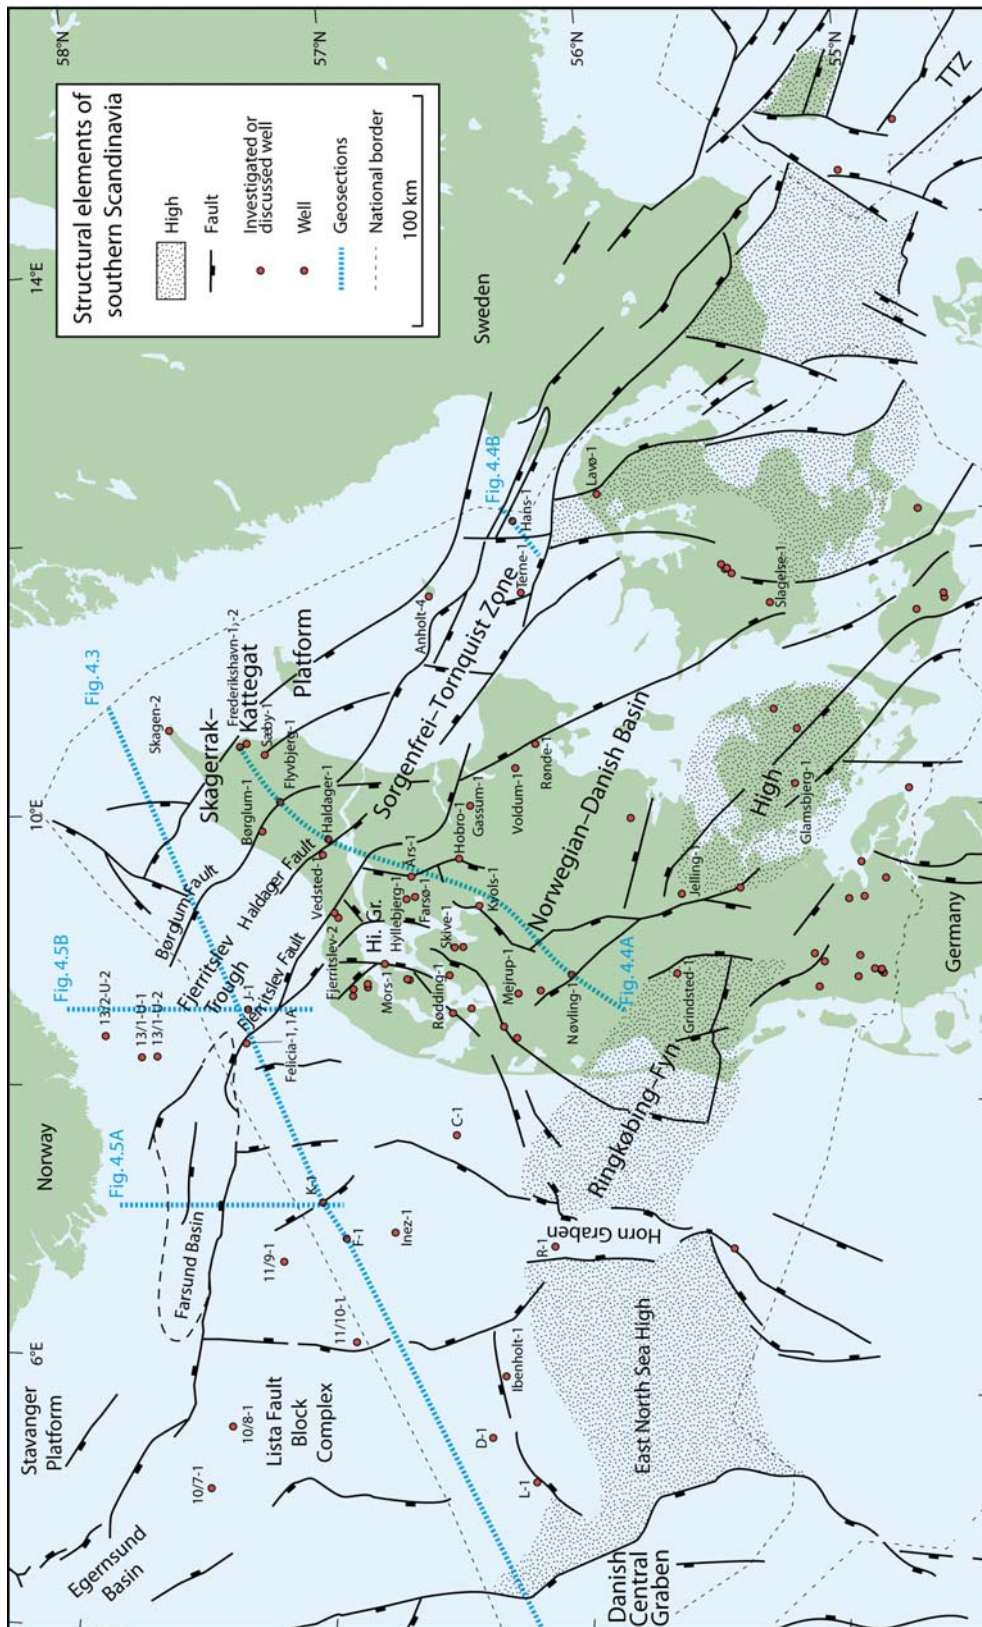 Structural elements of
southern Scandinavia
High
Fault
Investigated or
discussed well
Well
Geosections
National border
100 km
58°N
57°N
56°N
55°N
6°E
10°E
14°E
Norway
Sweden
Germany
TTZ
Stavanger
Platform
Egernsund
Basin
Lista Fault
Block
Complex
Farsund Basin
Danish
Central
Graben
East North Sea High
Horn Graben
Ringkøbing–Fyn
High
Norwegian–Danish Basin
Sorgenfrei–Tornquist Zone
Skagerrak–
Kattegat
Platform
Fjerritslev
Trough
Børglum Fault
Haldager Fault
Fjerritslev Fault
Hi. Gr.
Fig. 4.3
Fig. 4.4A
Fig. 4.4B
Fig. 4.5A
Fig. 4.5B
10/7-1
10/8-1
11/10-1
11/9-1
13/2-U-2
13/1-U-1
13/1-U-2
K-1
F-1
Inez-1
C-1
R-1
Ibenholt-1
D-1
L-1
J-1
Felicia-1, 1A
Skagen-2
Frederikshavn-1,-2
Sæby-1
Flyvbjerg-1
Børglum-1
Haldager-1
Vedsted-1
Fjerritslev-2
Mors-1
Hyllebjerg-1
Farsø-1
Års-1
Hobro-1
Gassum-1
Kvols-1
Skive-1
Rødding-1
Mejrup-1
Nøvling-1
Grindsted-1
Jelling-1
Voldum-1
Rønde-1
Anholt-4
Terne-1
Hans-1
Lavø-1
Slagelse-1
Glamsbjerg-1